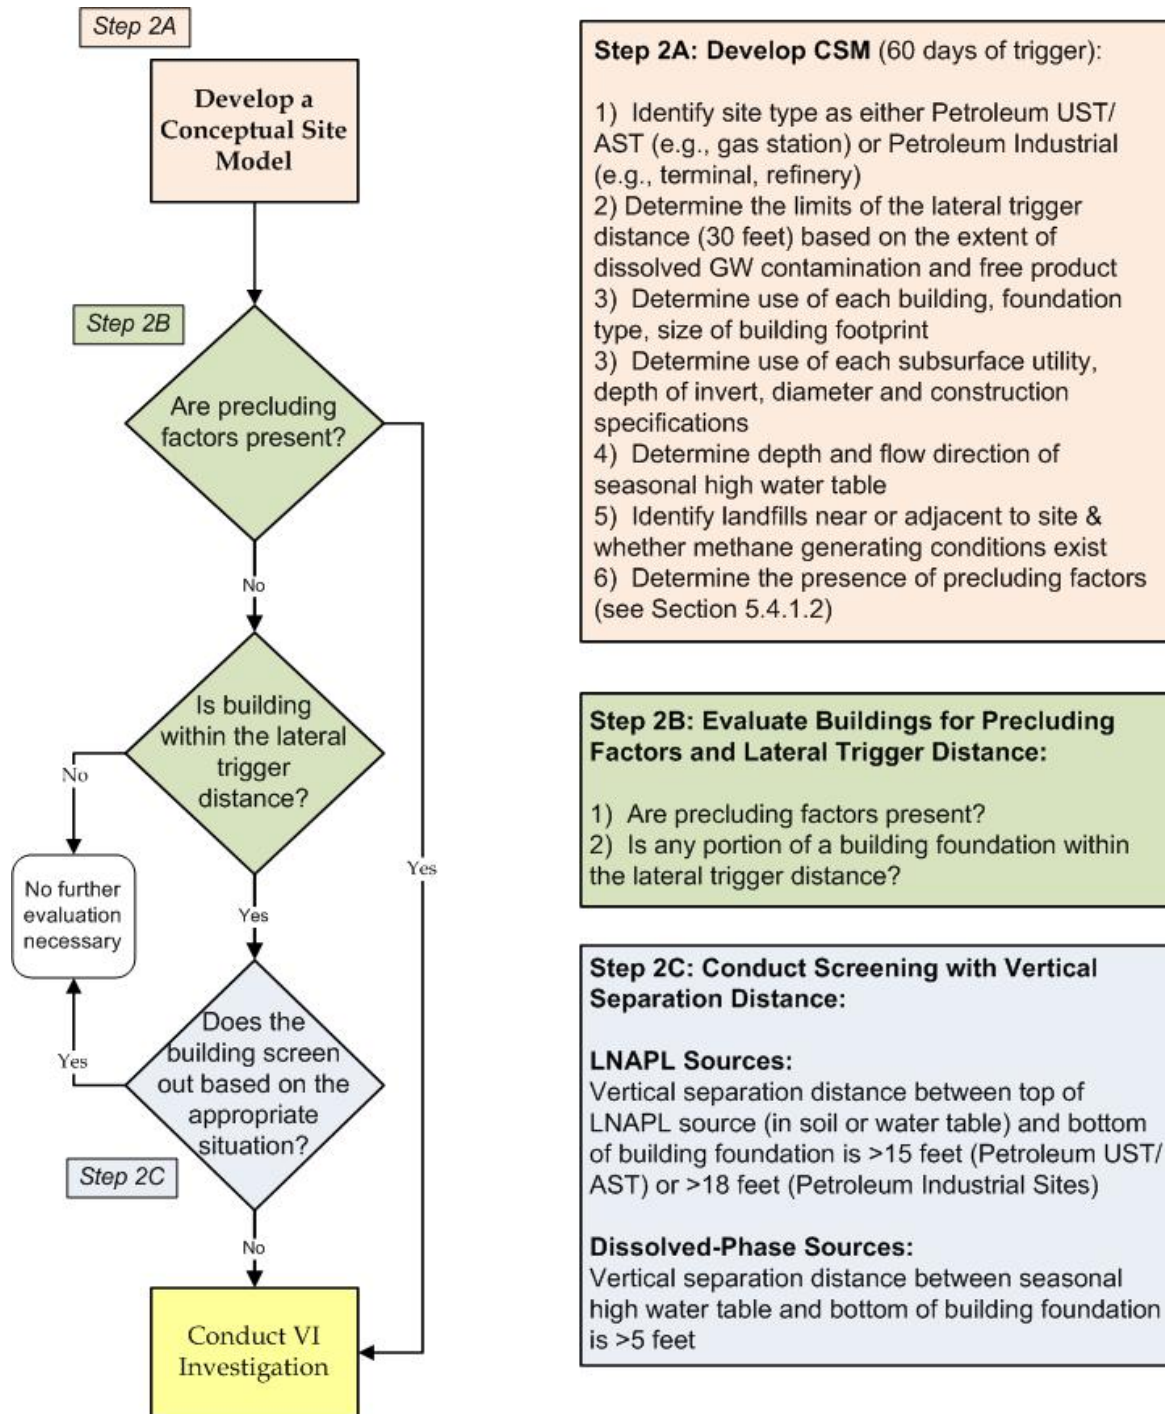 Step 2A
Develop a
Conceptual Site
Model
Step 2B
Are precluding
factors present?
No
Is building
within the lateral
trigger
distance?
No
Yes
No further
evaluation
necessary
Yes
Does the
building screen
out based on the
appropriate
situation?
Yes
Step 2C
No
Conduct VI
Investigation
Step 2A: Develop CSM (60 days of trigger):
1) Identify site type as either Petroleum UST/
AST (e.g., gas station) or Petroleum Industrial
(e.g., terminal, refinery)
2) Determine the limits of the lateral trigger
distance (30 feet) based on the extent of
dissolved GW contamination and free product
3) Determine use of each building, foundation
type, size of building footprint
3) Determine use of each subsurface utility,
depth of invert, diameter and construction
specifications
4) Determine depth and flow direction of
seasonal high water table
5) Identify landfills near or adjacent to site &
whether methane generating conditions exist
6) Determine the presence of precluding factors
(see Section 5.4.1.2)
Step 2B: Evaluate Buildings for Precluding
Factors and Lateral Trigger Distance:
1) Are precluding factors present?
2) Is any portion of a building foundation within
the lateral trigger distance?
Step 2C: Conduct Screening with Vertical
Separation Distance:
LNAPL Sources:
Vertical separation distance between top of
LNAPL source (in soil or water table) and bottom
of building foundation is >15 feet (Petroleum UST/
AST) or >18 feet (Petroleum Industrial Sites)
Dissolved-Phase Sources:
Vertical separation distance between seasonal
high water table and bottom of building foundation
is >5 feet